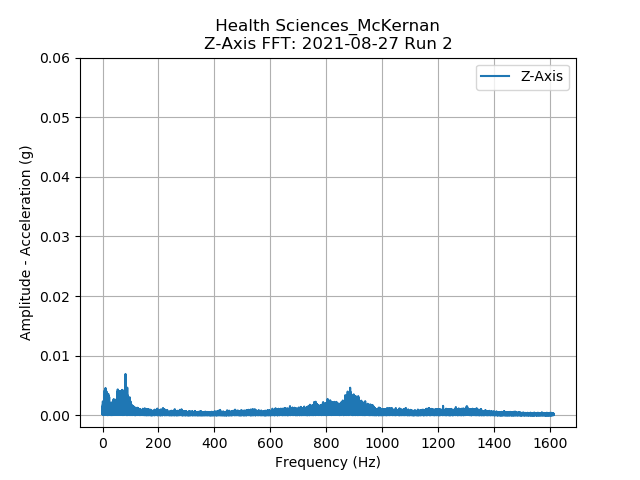 Health Sciences_McKernan
Z-Axis FFT: 2021-08-27 Run 2
Z-Axis
0.06
0.05
0.04
0.03
0.02
0.01
0.00
Amplitude - Acceleration (g)
0 200 400 600 800 1000 1200 1400 1600
Frequency (Hz)